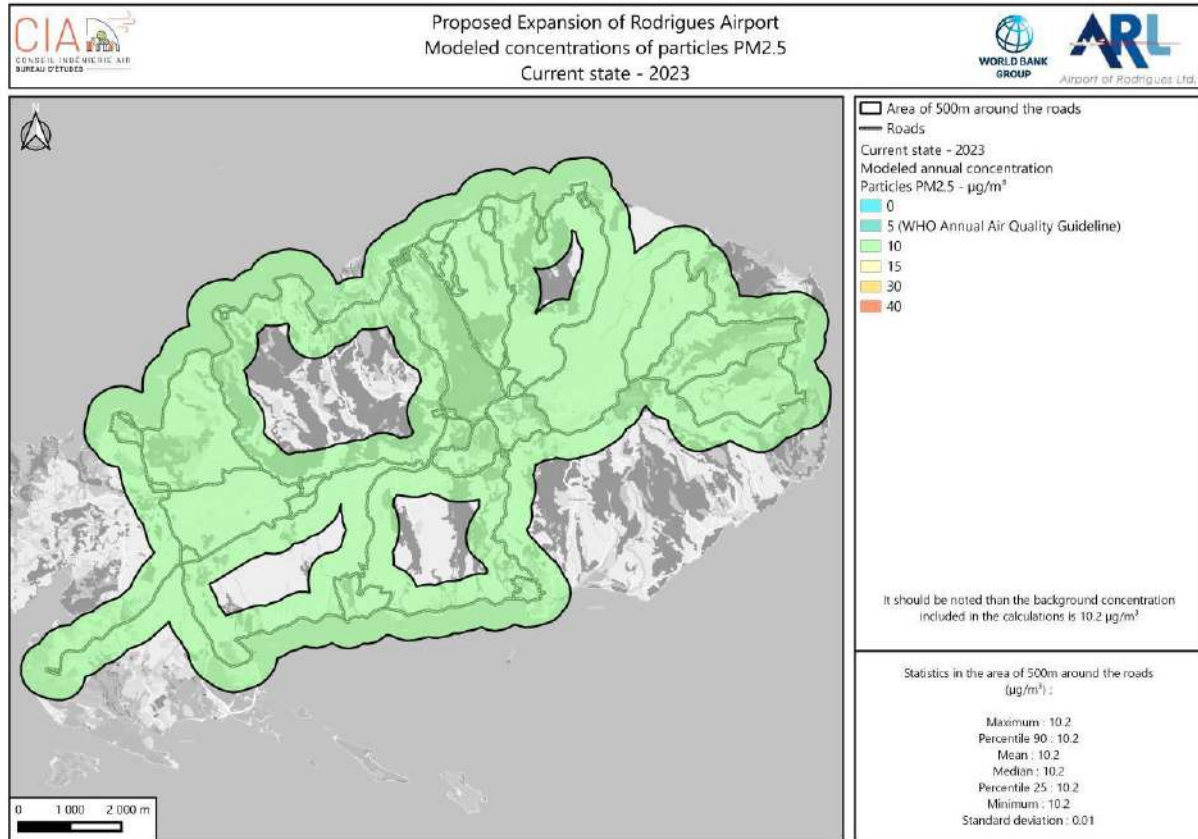 CIA
CONSEIL INGÉNIERIE AIR
BUREAU D'ÉTUDES
Proposed Expansion of Rodrigues Airport
Modeled concentrations of particles PM2.5
Current state - 2023
WORLD BANK
GROUP
ARL
Airport of Rodrigues Ltd.
N
Area of 500m around the roads
Roads
Current state - 2023
Modeled annual concentration
Particles PM2.5 - µg/m³
0
5 (WHO Annual Air Quality Guideline)
10
15
30
40
It should be noted than the background concentration
included in the calculations is 10.2 µg/m³
Statistics in the area of 500m around the roads
(µg/m³) :
Maximum : 10.2
Percentile 90 : 10.2
Mean : 10.2
Median : 10.2
Percentile 25 : 10.2
Minimum : 10.2
Standard deviation : 0.01
0 1 000 2 000 m